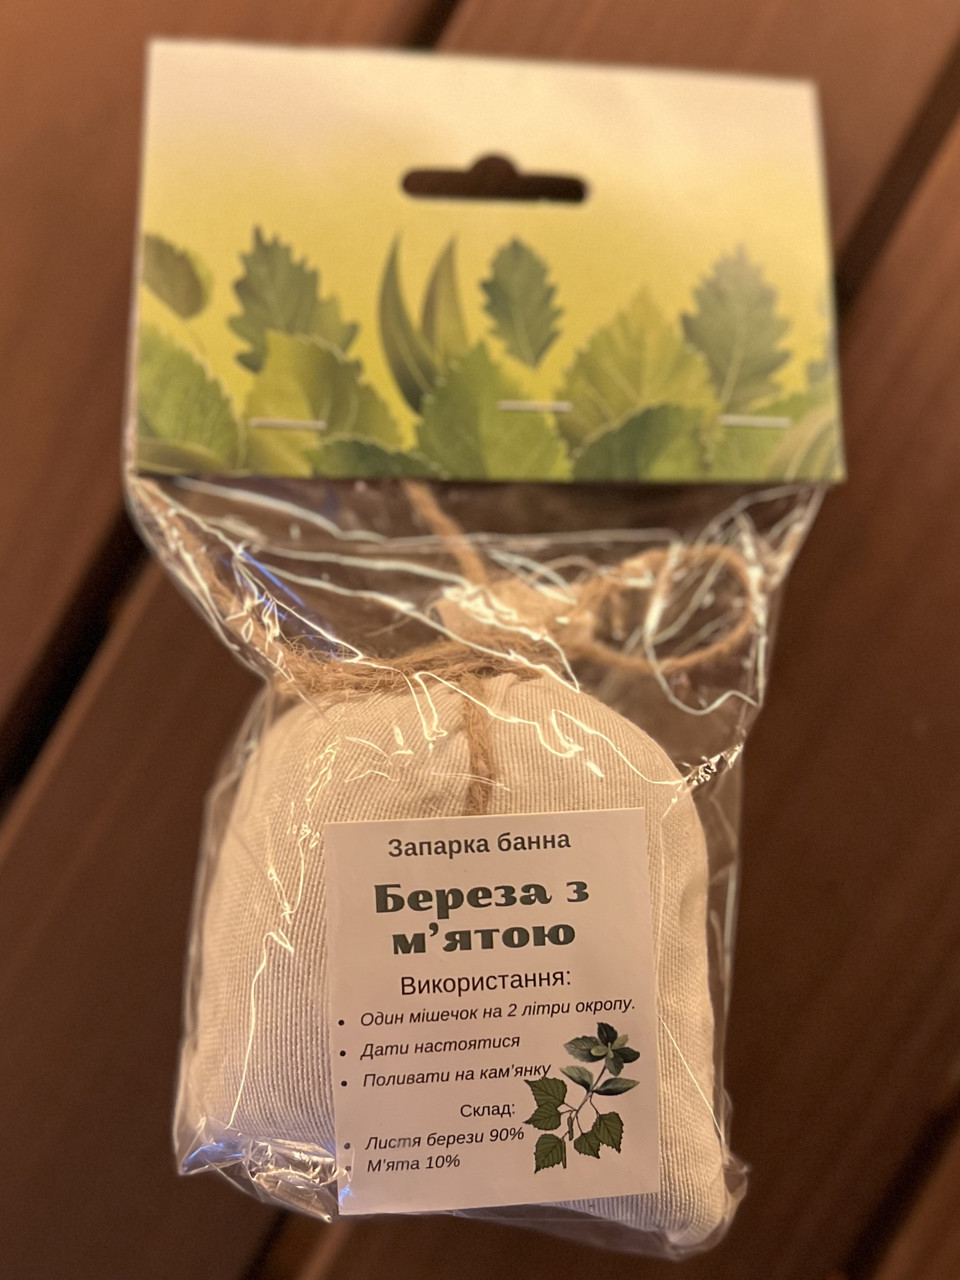 Запарка банна
Береза з
м’ятою
Використання:
• Один мішечок на 2 літри окропу.
• Дати настоятися
• Поливати на кам'янку
Склад:
• Листя берези 90%
• М'ята 10%